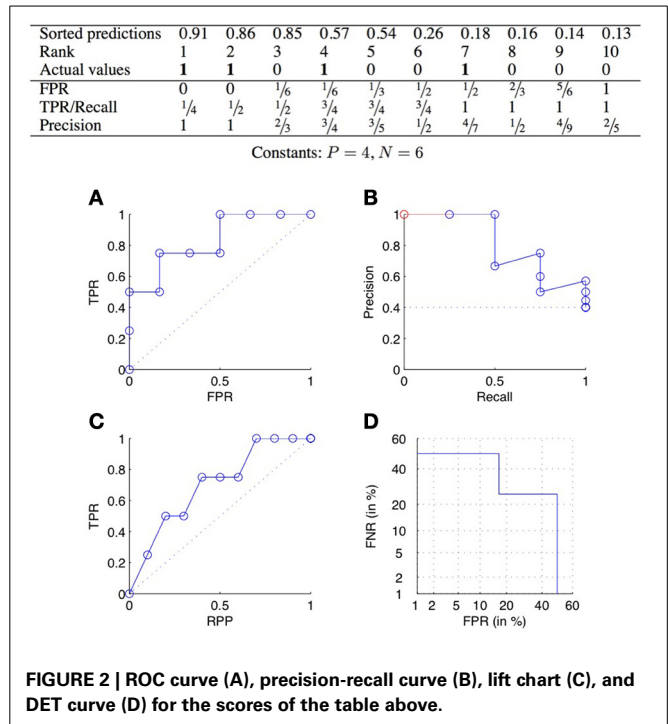 Sorted predictions 0.91 0.86 0.85 0.57 0.54 0.26 0.18 0.16 0.14 0.13
Rank 1 2 3 4 5 6 7 8 9 10
Actual values 1 1 0 1 0 0 1 0 0 0
FPR 0 0 1/6 1/6 1/3 1/2 1/2 2/3 5/6 1
TPR/Recall 1/4 1/2 1/2 3/4 3/4 3/4 1 1 1 1
Precision 1 1 2/3 3/4 3/5 1/2 4/7 1/2 4/9 2/5
Constants: P = 4, N = 6
A
1
0.8
0.6
0.4
0.2
0
TPR
0 0.5 1
FPR
B
1
0.8
0.6
0.4
0.2
0
Precision
0 0.5 1
Recall
C
1
0.8
0.6
0.4
0.2
0
TPR
0 0.5 1
RPP
D
60
40
20
10
5
2
1
FNR (in %)
1 2 5 10 20 40 60
FPR (in %)
FIGURE 2 | ROC curve (A), precision-recall curve (B), lift chart (C), and
DET curve (D) for the scores of the table above.